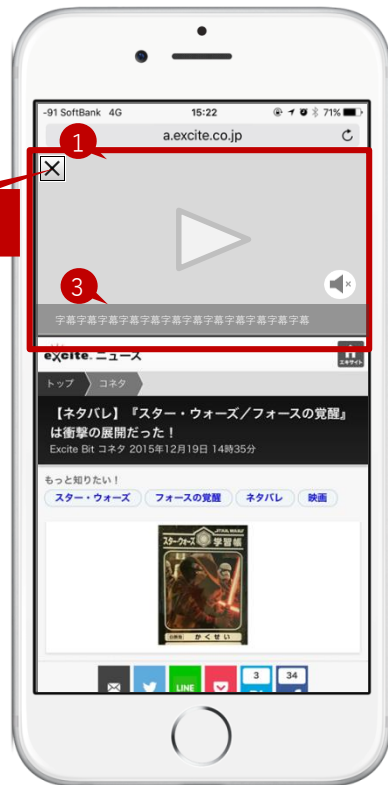 -91 SoftBank 4G 15:22 71%
a.excite.co.jp
1
3
字幕字幕字幕字幕字幕字幕字幕字幕字幕字幕字幕字幕
excite. ニュース
エキサイト
トップ コネタ
【ネタバレ】『スター・ウォーズ／フォースの覚醒』
は衝撃の展開だった！
Excite Bit コネタ 2015年12月19日 14時35分
もっと知りたい！
スター・ウォーズ フォースの覚醒 ネタバレ 映画
STAR WARS
スター・ウォーズ 学習帳
かくせい
3 34
LINE